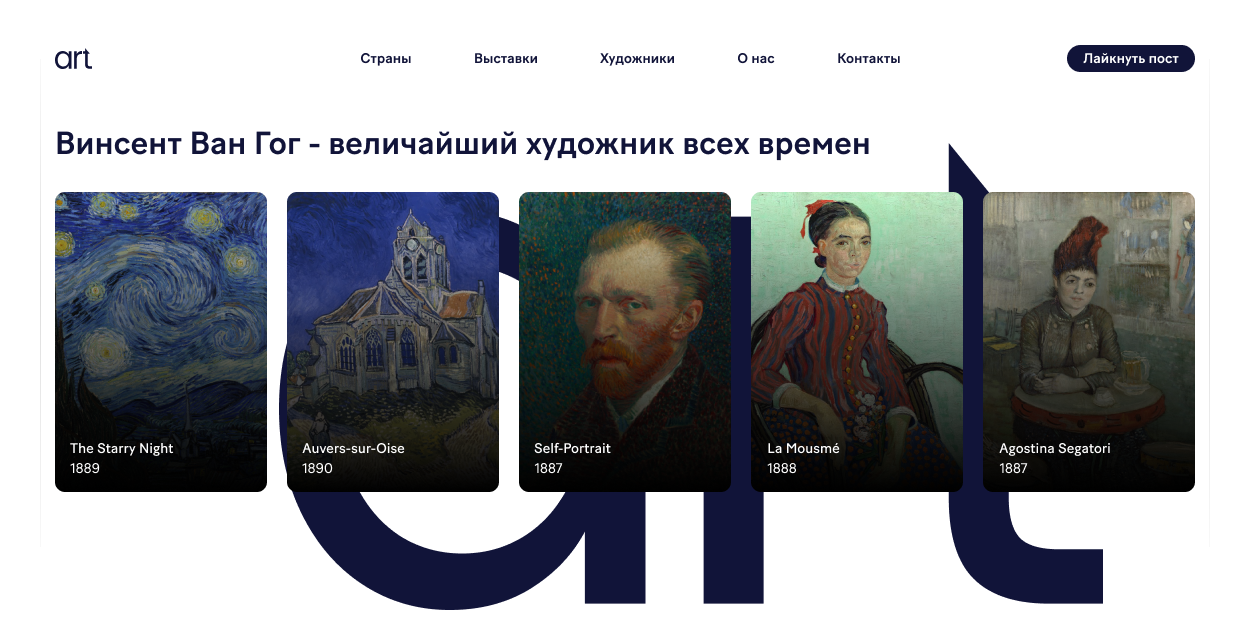 art
Страны
Выставки
Художники
О нас
Контакты
Лайкнуть пост
Винсент Ван Гог - величайший художник всех времен
The Starry Night
1889
Auvers-sur-Oise
1890
Self-Portrait
1887
La Mousmé
1888
Agostina Segatori
1887
art